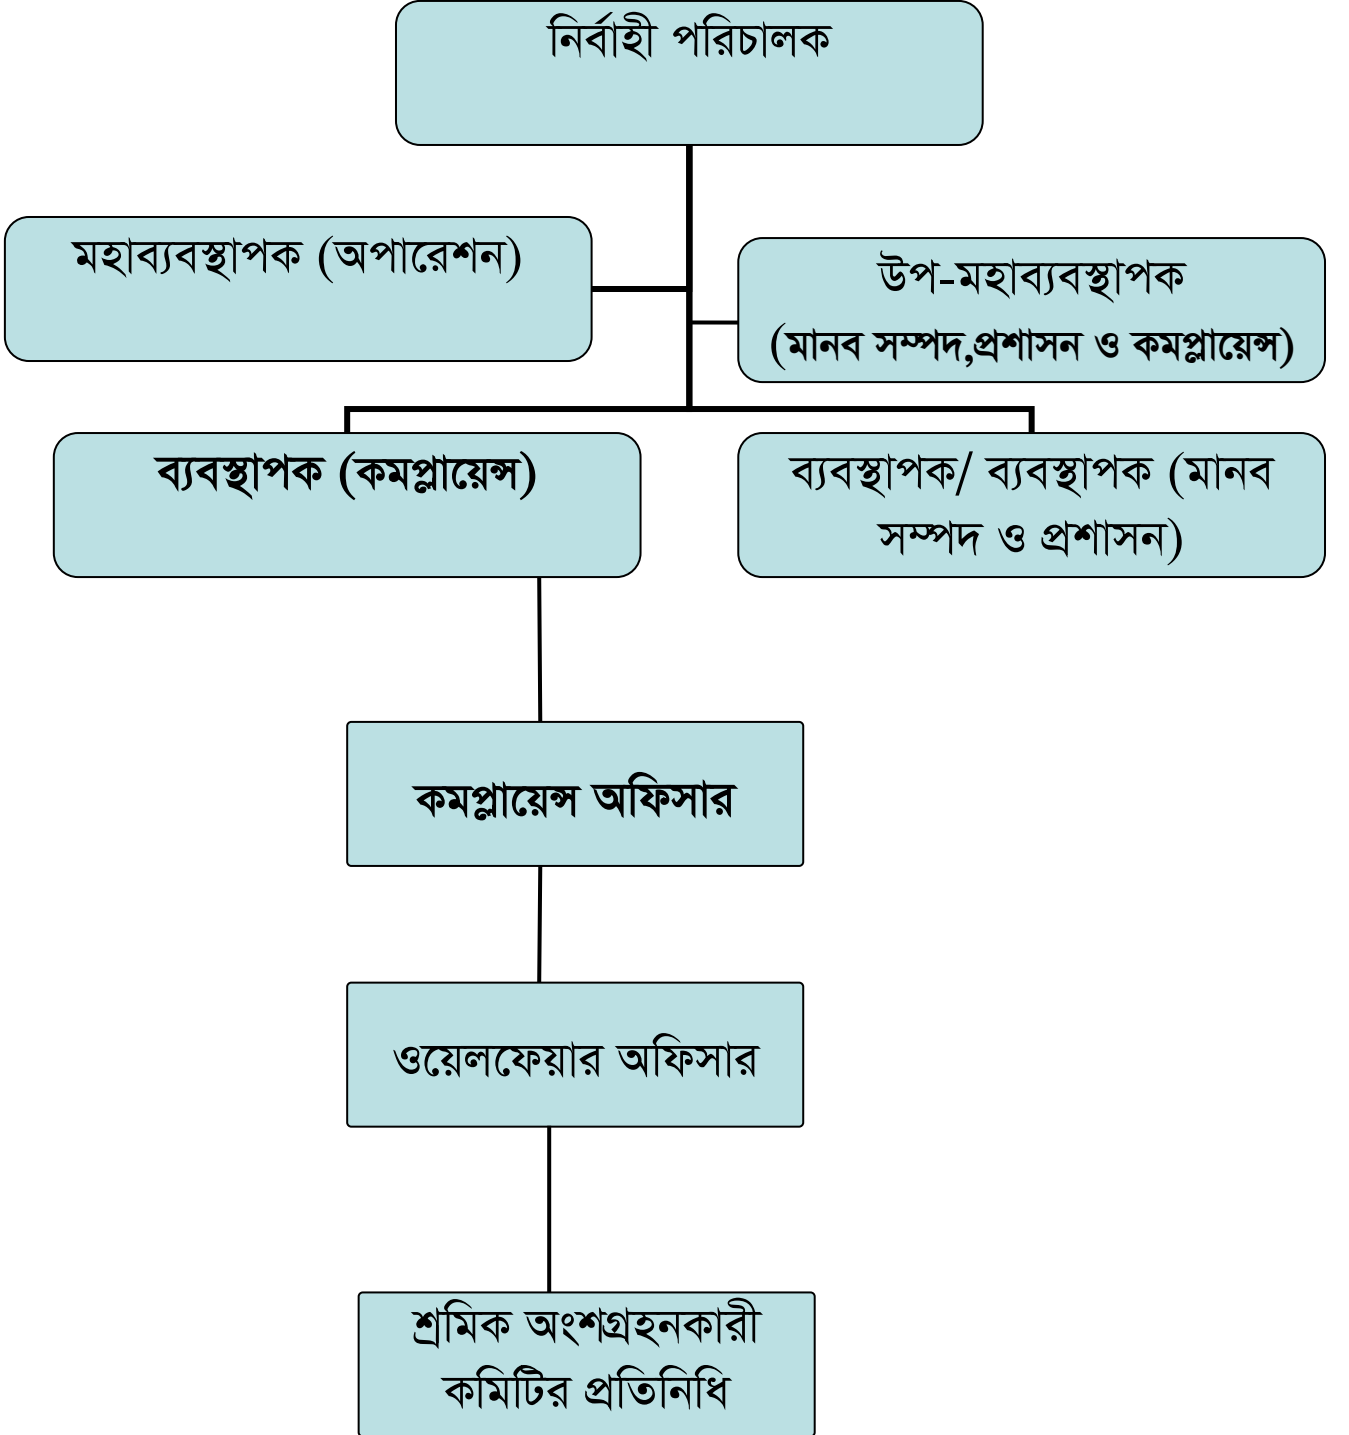 নির্বাহী পরিচালক
মহাব্যবস্থাপক (অপারেশন)
উপ-মহাব্যবস্থাপক
(মানব সম্পদ,প্রশাসন ও কমপ্লায়েন্স)
ব্যবস্থাপক (কমপ্লায়েন্স)
ব্যবস্থাপক/ ব্যবস্থাপক (মানব
সম্পদ ও প্রশাসন)
কমপ্লায়েন্স অফিসার
ওয়েলফেয়ার অফিসার
শ্রমিক অংশগ্রহনকারী
কমিটির প্রতিনিধি